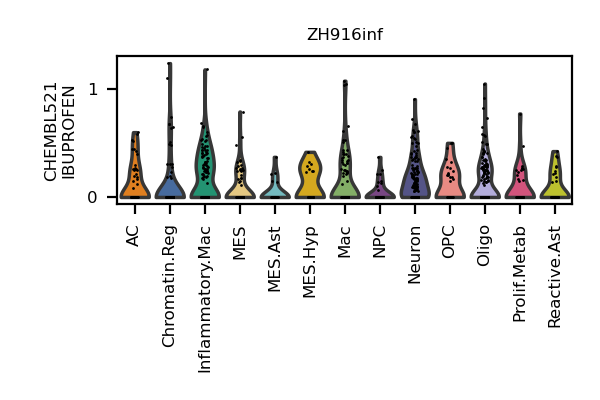 ZH916inf
CHEMBL521
IBUPROFEN
1
0
AC
Chromatin.Reg
Inflammatory.Mac
MES
MES.Ast
MES.Hyp
Mac
NPC
Neuron
OPC
Oligo
Prolif.Metab
Reactive.Ast